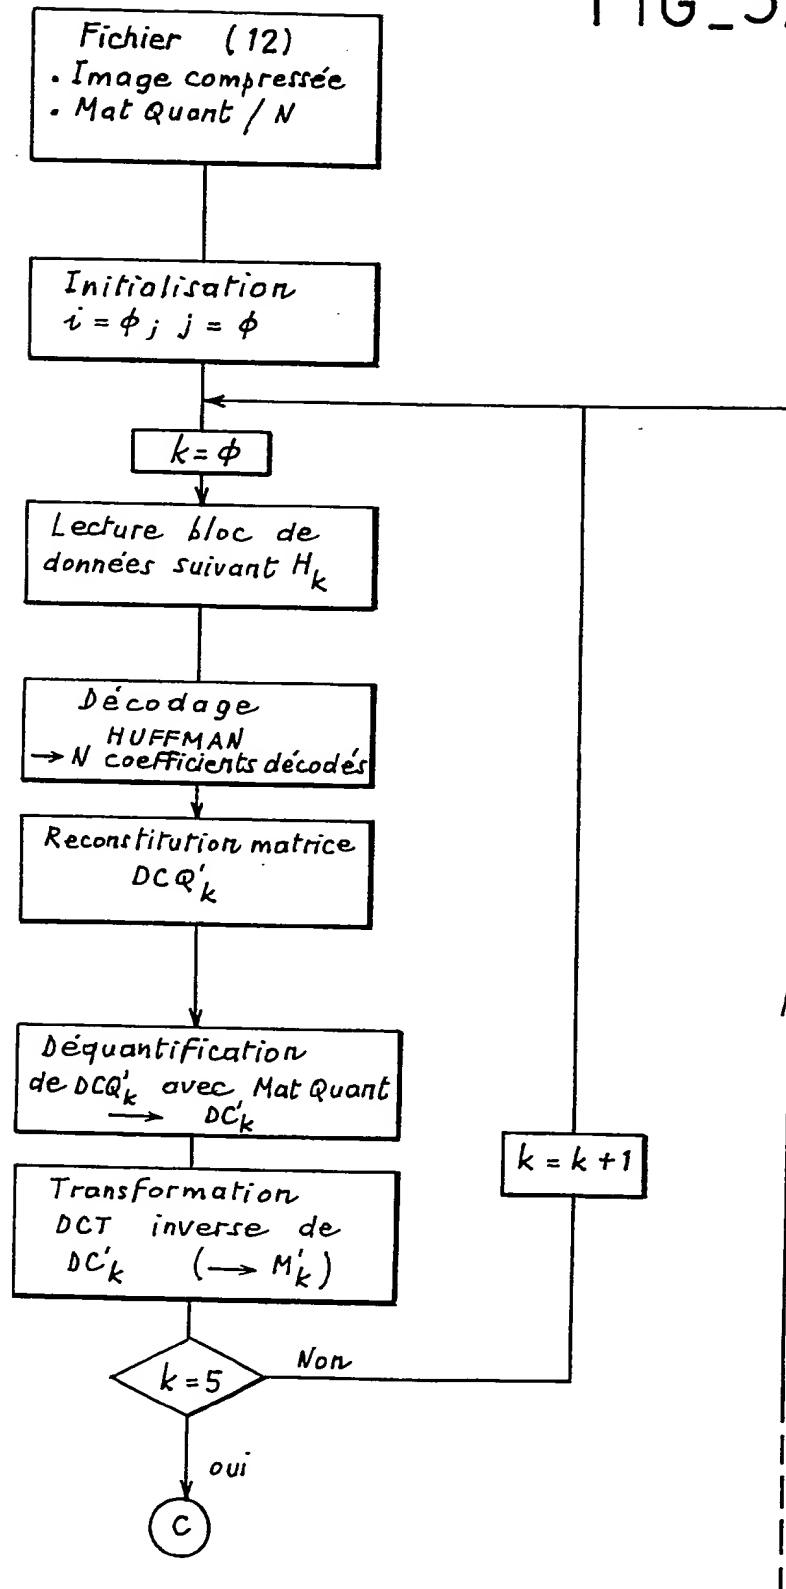 FIG_5
Fichier (12)
. Image compressée
. Mat Quant / N
Initialisation
i = ϕ; j = ϕ
k = ϕ
Lecture bloc de
données suivant Hk
Décodage
HUFFMAN
→ N coefficients décodés
Reconstitution matrice
DCQ'k
Déquantification
de DCQ'k avec Mat Quant
→ DC'k
k = k + 1
Transformation
DCT inverse de
DC'k (→ M'k)
k = 5
Non
oui
C